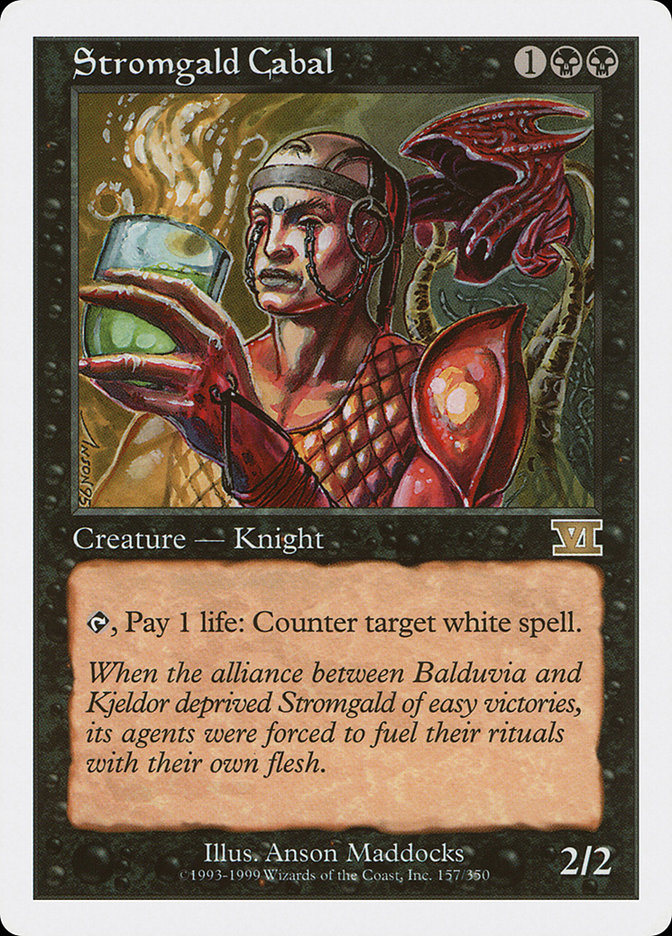 Stromgald Cabal 1
ANSON 95
Creature — Knight VI
, Pay 1 life: Counter target white spell.
When the alliance between Balduvia and
Kjeldor deprived Stromgald of easy victories,
its agents were forced to fuel their rituals
with their own flesh.
Illus. Anson Maddocks
©1993-1999 Wizards of the Coast, Inc. 157/350
2/2